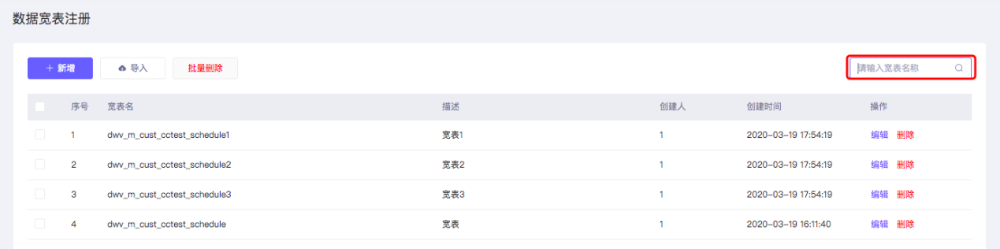 数据宽表注册
＋ 新增 导入 批量删除 请输入宽表名称
序号 宽表名 描述 创建人 创建时间 操作
1 dwv_m_cust_cctest_schedule1 宽表1 1 2020-03-19 17:54:19 编辑 删除
2 dwv_m_cust_cctest_schedule2 宽表2 1 2020-03-19 17:54:19 编辑 删除
3 dwv_m_cust_cctest_schedule3 宽表3 1 2020-03-19 17:54:19 编辑 删除
4 dwv_m_cust_cctest_schedule 宽表 1 2020-03-19 16:11:40 编辑 删除